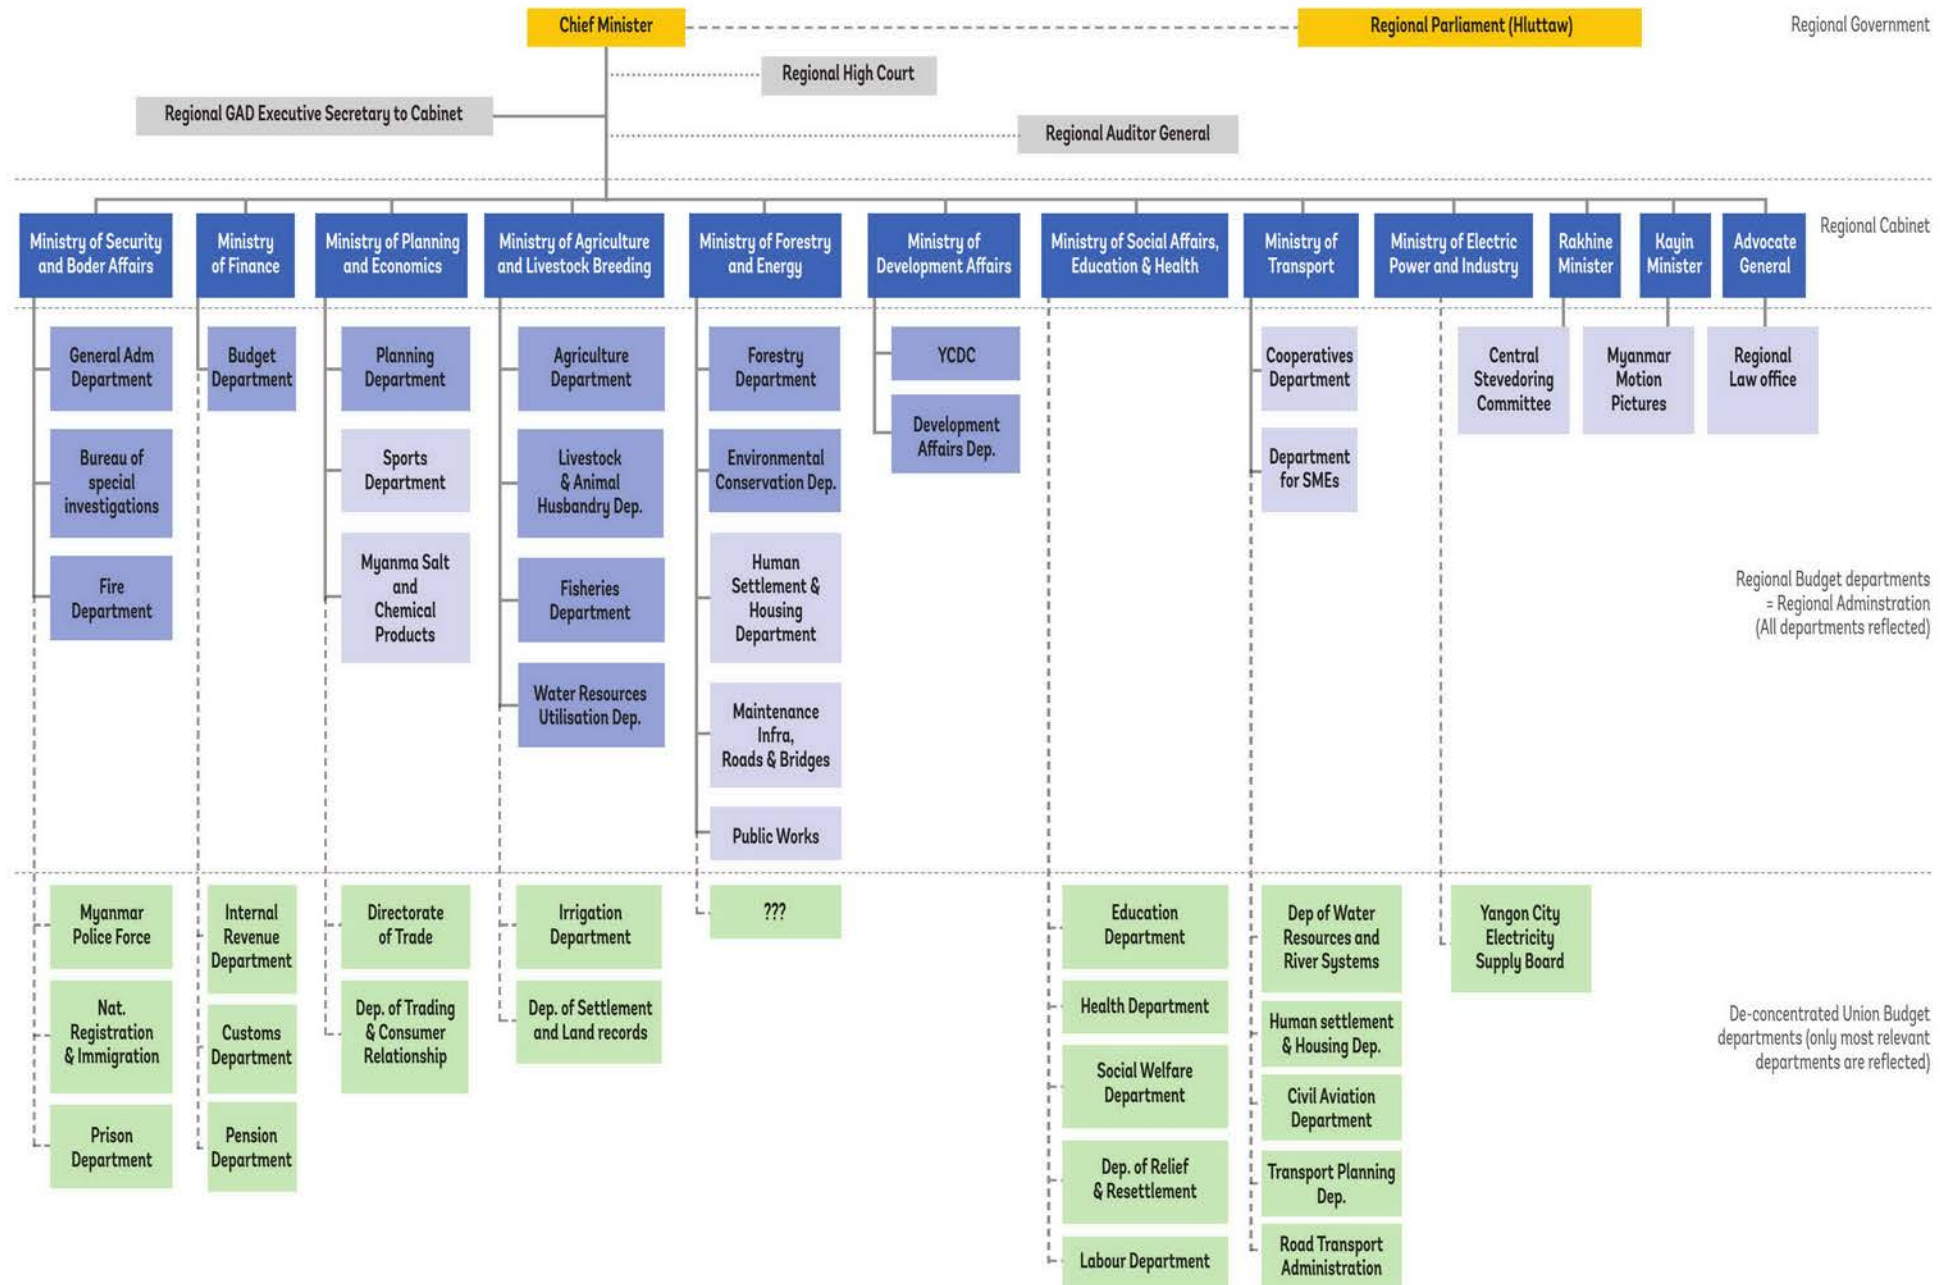 Chief Minister
Regional Parliament (Hluttaw)
Regional Government
Regional High Court
Regional GAD Executive Secretary to Cabinet
Regional Auditor General
Ministry of Security
and Boder Affairs
Ministry
of Finance
Ministry of Planning
and Economics
Ministry of Agriculture
and Livestock Breeding
Ministry of Forestry
and Energy
Ministry of
Development Affairs
Ministry of Social Affairs,
Education & Health
Ministry of
Transport
Ministry of Electric
Power and Industry
Rakhine
Minister
Kayin
Minister
Advocate
General
Regional Cabinet
General Adm
Department
Bureau of
special
investigations
Fire
Department
Budget
Department
Planning
Department
Sports
Department
Myanma Salt
and
Chemical
Products
Agriculture
Department
Livestock
& Animal
Husbandry Dep.
Fisheries
Department
Water Resources
Utilisation Dep.
Forestry
Department
Environmental
Conservation Dep.
Human
Settlement &
Housing
Department
Maintenance
Infra,
Roads & Bridges
Public Works
YCDC
Development
Affairs Dep.
Cooperatives
Department
Department
for SMEs
Central
Stevedoring
Committee
Myanmar
Motion
Pictures
Regional
Law office
Regional Budget departments
= Regional Adminstration
(All departments reflected)
Myanmar
Police Force
Nat.
Registration
& Immigration
Prison
Department
Internal
Revenue
Department
Customs
Department
Pension
Department
Directorate
of Trade
Dep. of Trading
& Consumer
Relationship
Irrigation
Department
Dep. of Settlement
and Land records
???
Education
Department
Health Department
Social Welfare
Department
Dep. of Relief
& Resettlement
Labour Department
Dep of Water
Resources and
River Systems
Human settlement
& Housing Dep.
Civil Aviation
Department
Transport Planning
Dep.
Road Transport
Administration
Yangon City
Electricity
Supply Board
De-concentrated Union Budget
departments (only most relevant
departments are reflected)